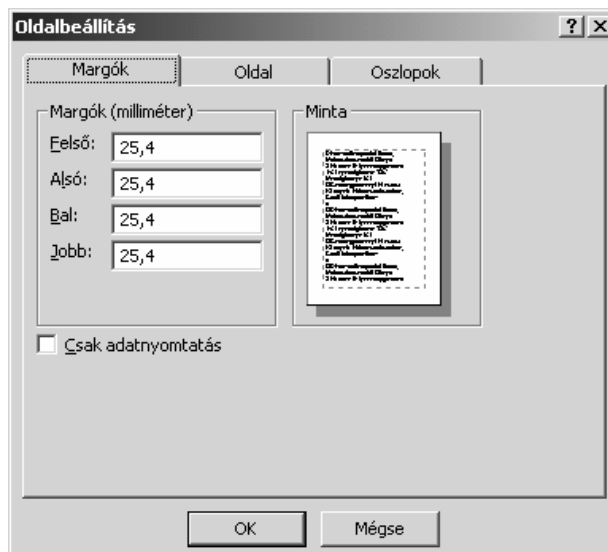 Oldalbeállítás
Margók Oldal Oszlopok
Margók (milliméter) Minta
Felső: 25,4
Alsó: 25,4
Bal: 25,4
Jobb: 25,4
Csak adatnyomtatás
OK Mégse